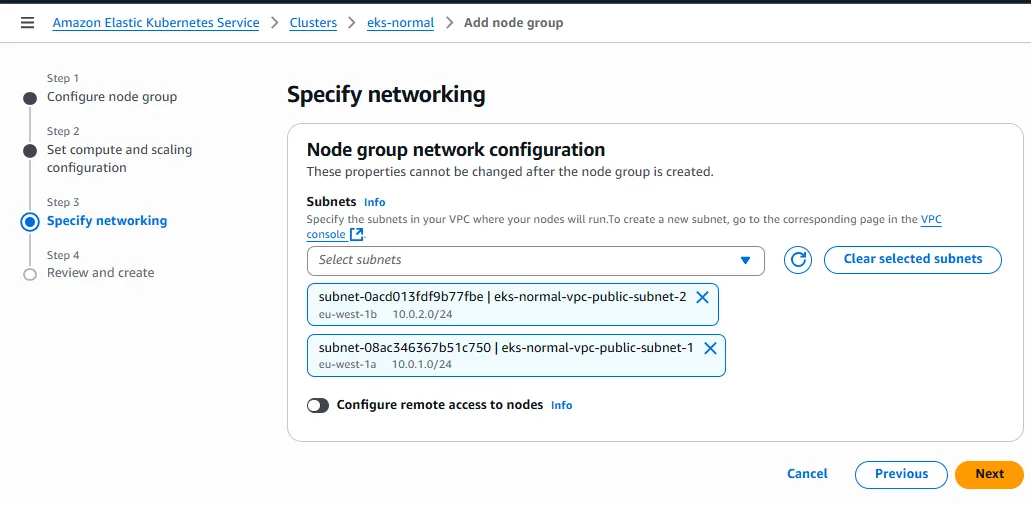 Amazon Elastic Kubernetes Service > Clusters > eks-normal > Add node group
Step 1
Configure node group
Step 2
Set compute and scaling
configuration
Step 3
Specify networking
Step 4
Review and create
Specify networking
Node group network configuration
These properties cannot be changed after the node group is created.
Subnets Info
Specify the subnets in your VPC where your nodes will run.To create a new subnet, go to the corresponding page in the VPC
console .
Select subnets
Clear selected subnets
subnet-0acd013fdf9b77fbe | eks-normal-vpc-public-subnet-2
eu-west-1b 10.0.2.0/24
subnet-08ac346367b51c750 | eks-normal-vpc-public-subnet-1
eu-west-1a 10.0.1.0/24
Configure remote access to nodes Info
Cancel Previous Next